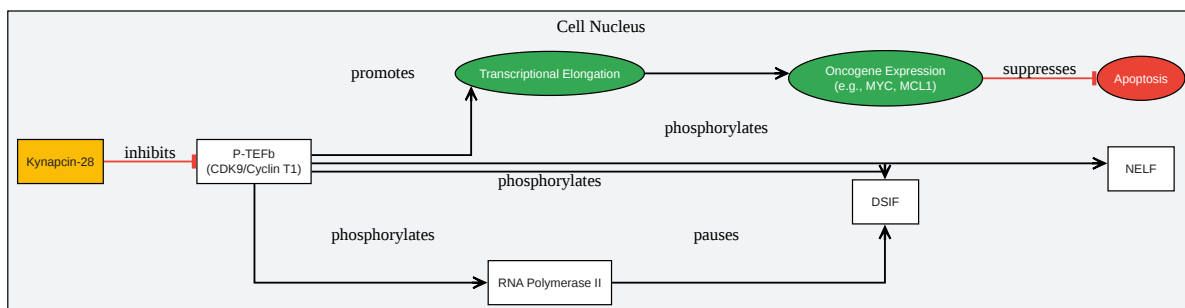 Cell Nucleus
promotes
Transcriptional Elongation
Oncogene Expression
(e.g., MYC, MCL1)
suppresses
Apoptosis
Kynapcin-28
inhibits
P-TEFb
(CDK9/Cyclin T1)
phosphorylates
NELF
phosphorylates
DSIF
phosphorylates
pauses
RNA Polymerase II